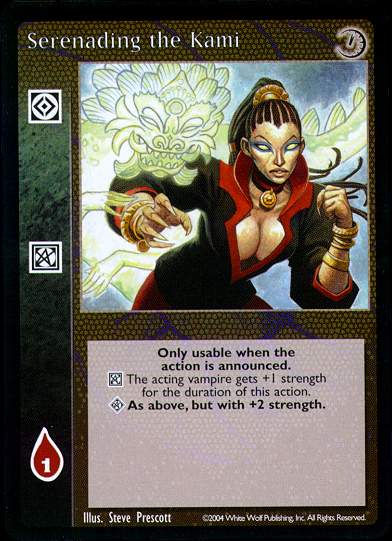 Serenading the Kami
Only usable when the
action is announced.
The acting vampire gets +1 strength
for the duration of this action.
As above, but with +2 strength.
1
Illus. Steve Prescott
©2004 White Wolf Publishing, Inc. All Rights Reserved.